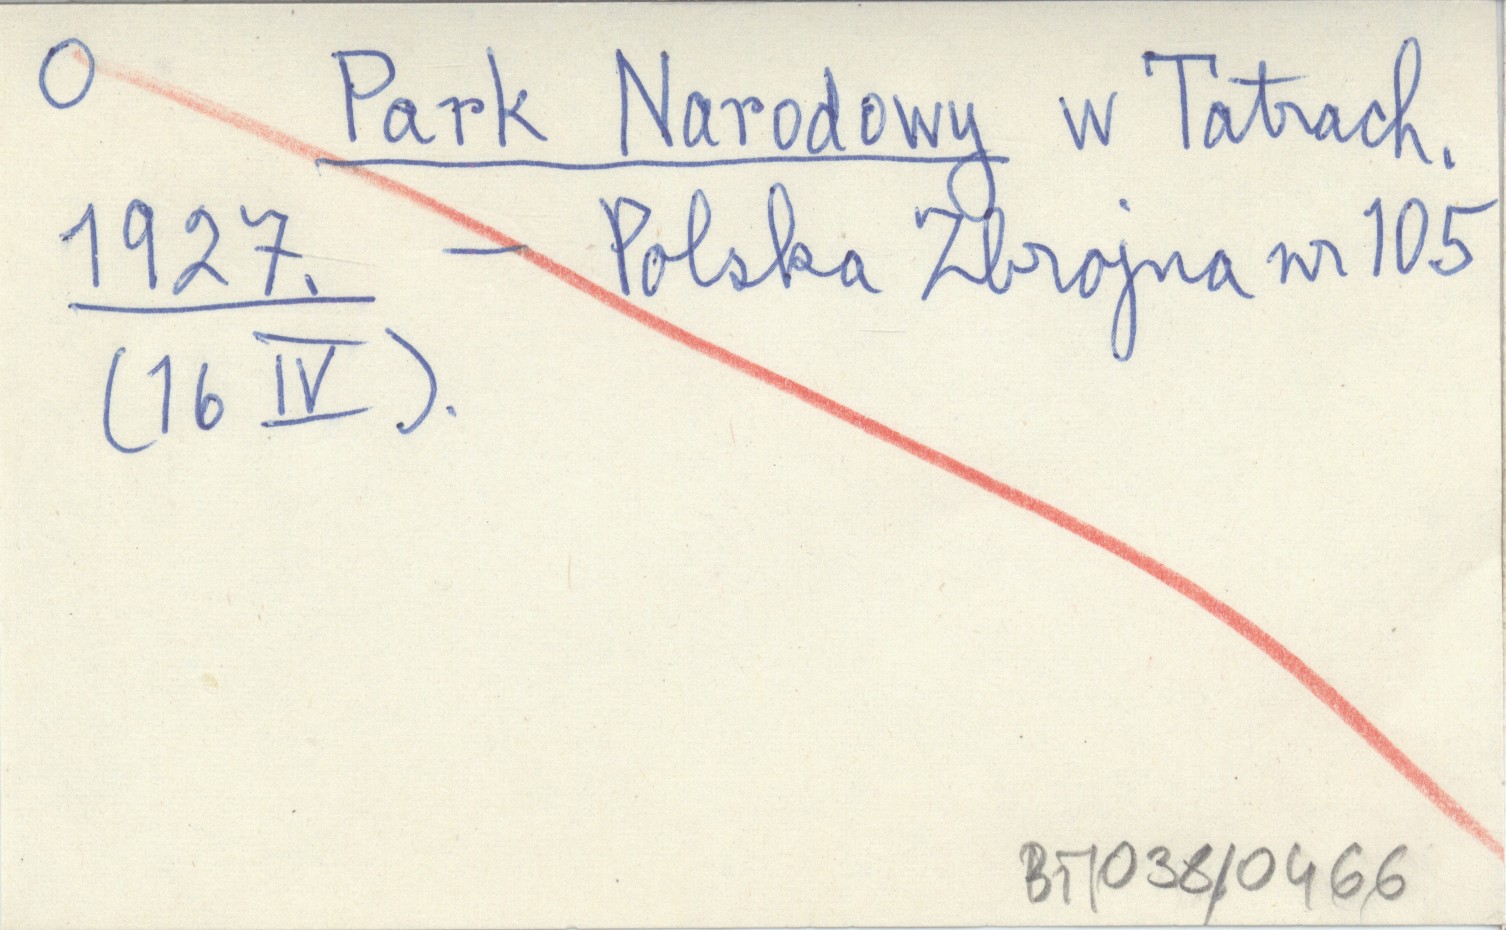 O Park Narodowy w Tatrach.
1927. – Polska Zbrojna nr 105
(16 IV).
BT/038/0466